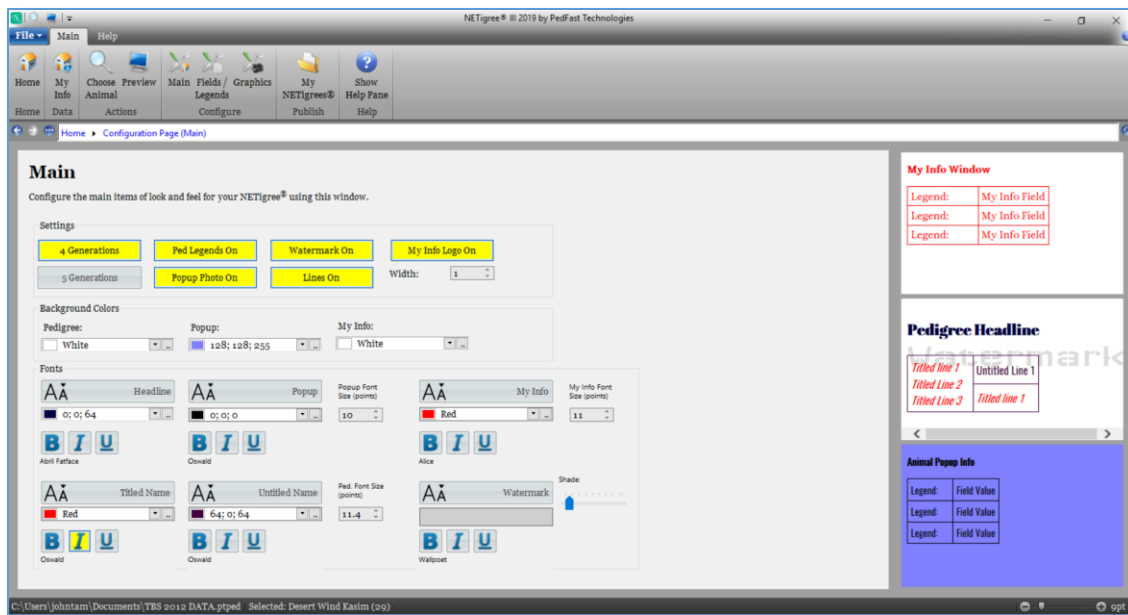 NETigree® III 2019 by PedFast Technologies
File Main Help
Home My Info Choose Animal Preview Main Fields / Legends Graphics My NETigrees® Show Help Pane
Home Data Actions Configure Publish Help
Home Configuration Page (Main)
Main
Configure the main items of look and feel for your NETigree® using this window.
Settings
4 Generations Ped Legends On Watermark On My Info Logo On
5 Generations Popup Photo On Lines On Width: 1
Background Colors
Pedigree: Popup: My Info:
White 128; 128; 255 White
Fonts
AA Headline AA Popup Popup Font Size (points) AA My Info My Info Font Size (points)
0; 0; 64 0; 0; 0 10 Red 11
B I U B I U B I U
Abril Fatface Oswald Alice
AA Titled Name AA Untitled Name Ped. Font Size (points) AA Watermark Shade:
Red 64; 0; 64 11.4
B I U B I U B I U
Oswald Oswald Wallpoet
My Info Window
Legend: My Info Field
Legend: My Info Field
Legend: My Info Field
Pedigree Headline
Watermark
Titled line 1 Untitled Line 1
Titled Line 2
Titled Line 3 Titled line 1
Animal Popup Info
Legend: Field Value
Legend: Field Value
Legend: Field Value
C:\Users\johntam\Documents\TBS 2012 DATA.ptped Selected: Desert Wind Kasim (29) 9pt